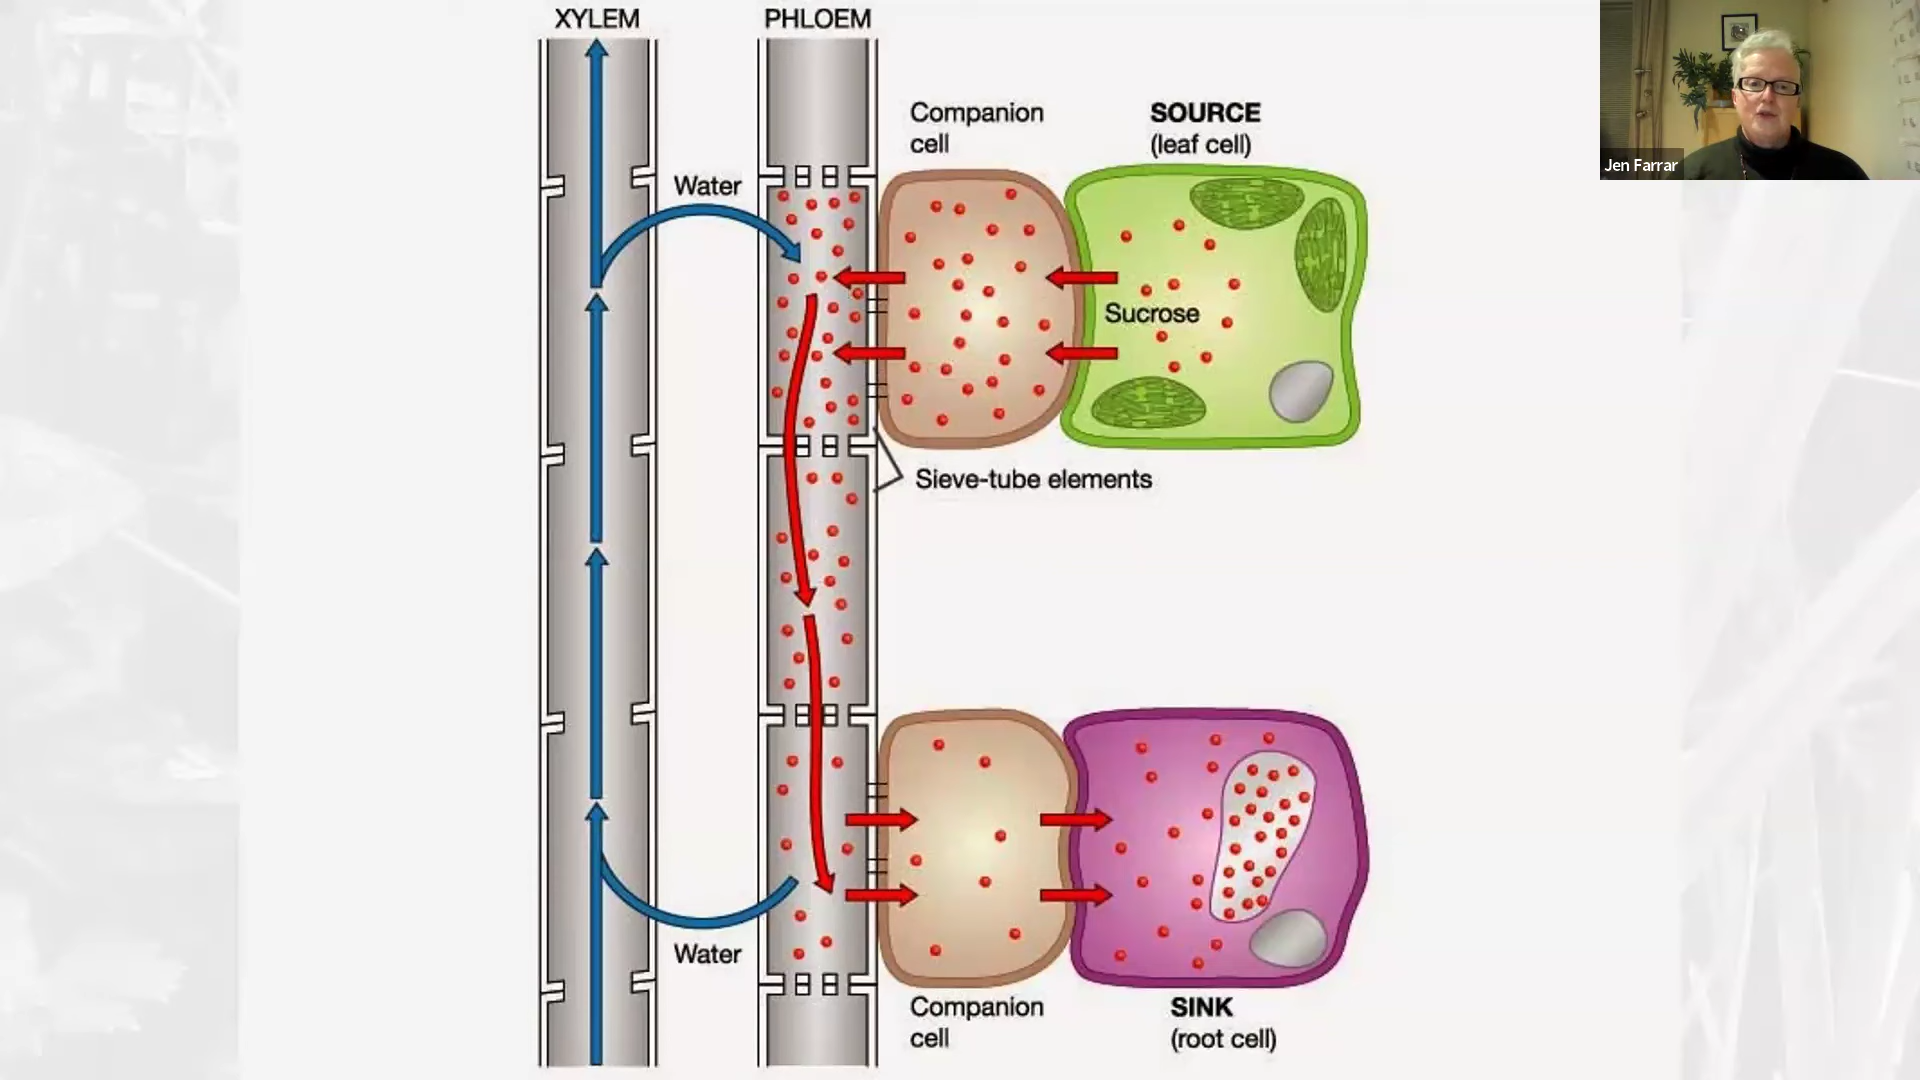 XYLEM
PHLOEM
Companion
cell
SOURCE
(leaf cell)
Jen Farrar
Water
Sucrose
Sieve-tube elements
Water
Companion
cell
SINK
(root cell)